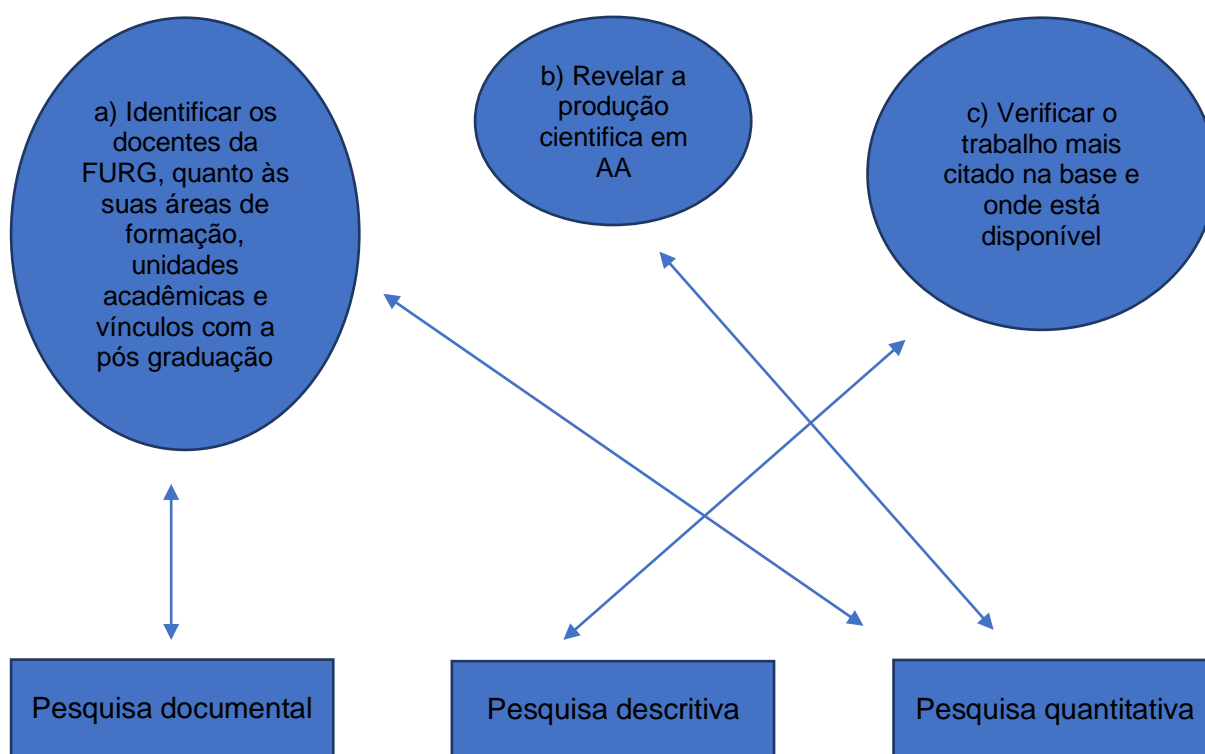 a) Identificar os
docentes da
FURG, quanto às
suas áreas de
formação,
unidades
acadêmicas e
vínculos com a
pós graduação
b) Revelar a
produção
cientifica em
AA
c) Verificar o
trabalho mais
citado na base e
onde está
disponível
Pesquisa documental
Pesquisa descritiva
Pesquisa quantitativa